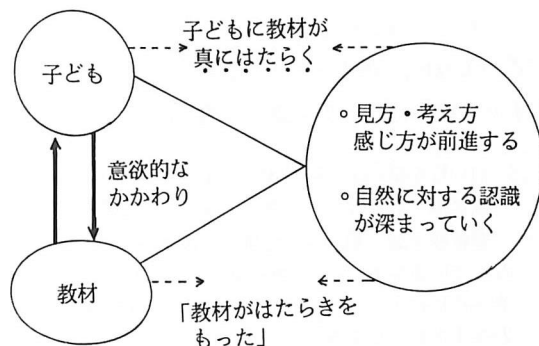 子どもに教材が
真にはたらく
子ども
意欲的な
かかわり
教材
「教材がはたらきを
もった」
○見方・考え方
感じ方が前進する
○自然に対する認識
が深まっていく